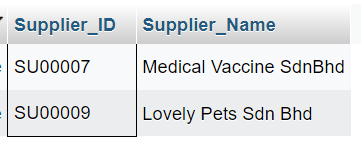 Supplier_ID Supplier_Name
SU00007 Medical Vaccine SdnBhd
SU00009 Lovely Pets Sdn Bhd